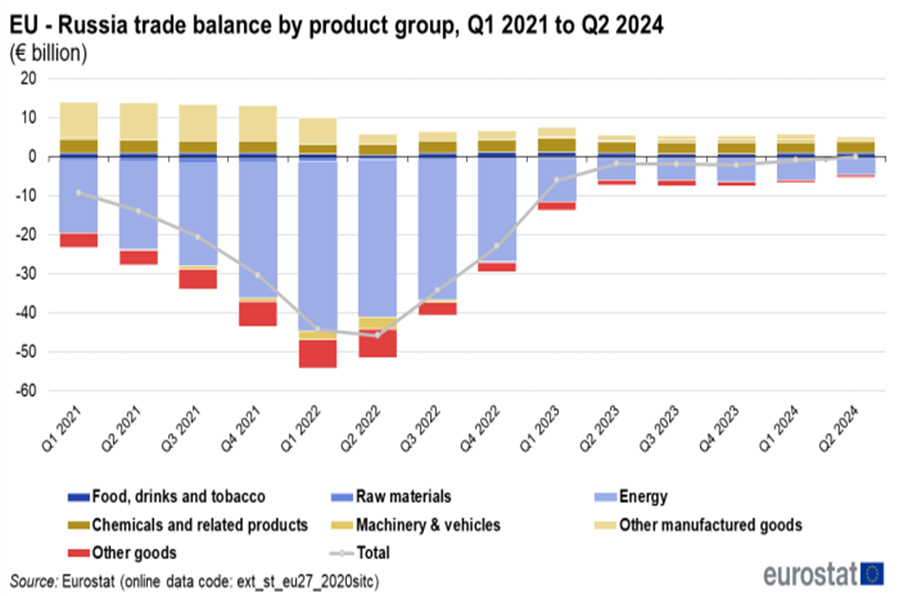 EU - Russia trade balance by product group, Q1 2021 to Q2 2024
(€ billion)
20
10
0
-10
-20
-30
-40
-50
-60
Q1 2021
Q2 2021
Q3 2021
Q4 2021
Q1 2022
Q2 2022
Q3 2022
Q4 2022
Q1 2023
Q2 2023
Q3 2023
Q4 2023
Q1 2024
Q2 2024
Food, drinks and tobacco
Raw materials
Energy
Chemicals and related products
Machinery & vehicles
Other manufactured goods
Other goods
Total
Source: Eurostat (online data code: ext_st_eu27_2020sitc)
eurostat